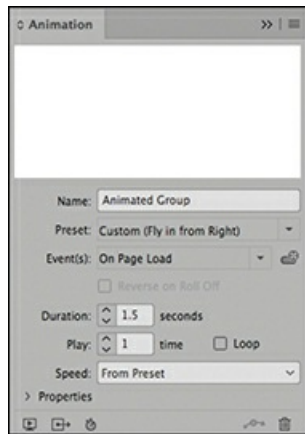 Animation
Name: Animated Group
Preset: Custom (Fly in from Right)
Event(s): On Page Load
Reverse on Roll Off
Duration: 1.5 seconds
Play: 1 time Loop
Speed: From Preset
Properties